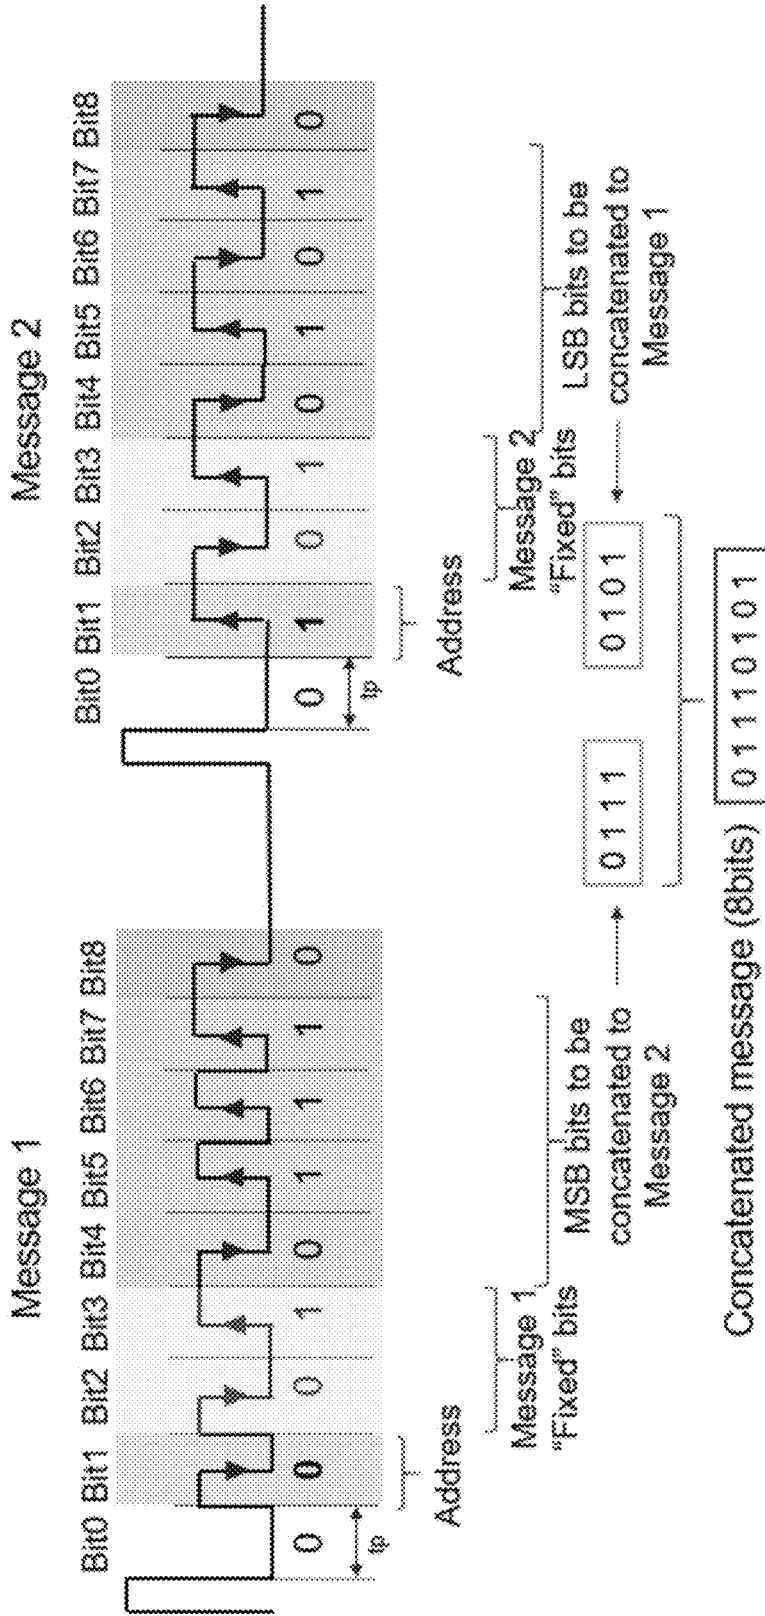 Message 1
Message 2
Bit0 Bit1 Bit2 Bit3 Bit4 Bit5 Bit6 Bit7 Bit8
Bit0 Bit1 Bit2 Bit3 Bit4 Bit5 Bit6 Bit7 Bit8
0 0 0 1 0 1 1 1 0
0 1 0 1 0 1 0 1 0
tp
tp
Address
Address
Message 1
"Fixed" bits
MSB bits to be
concatenated to
Message 2
Message 2
"Fixed" bits
LSB bits to be
concatenated to
Message 1
0 1 1 1
0 1 0 1
Concatenated message (8bits)
0 1 1 1 0 1 0 1